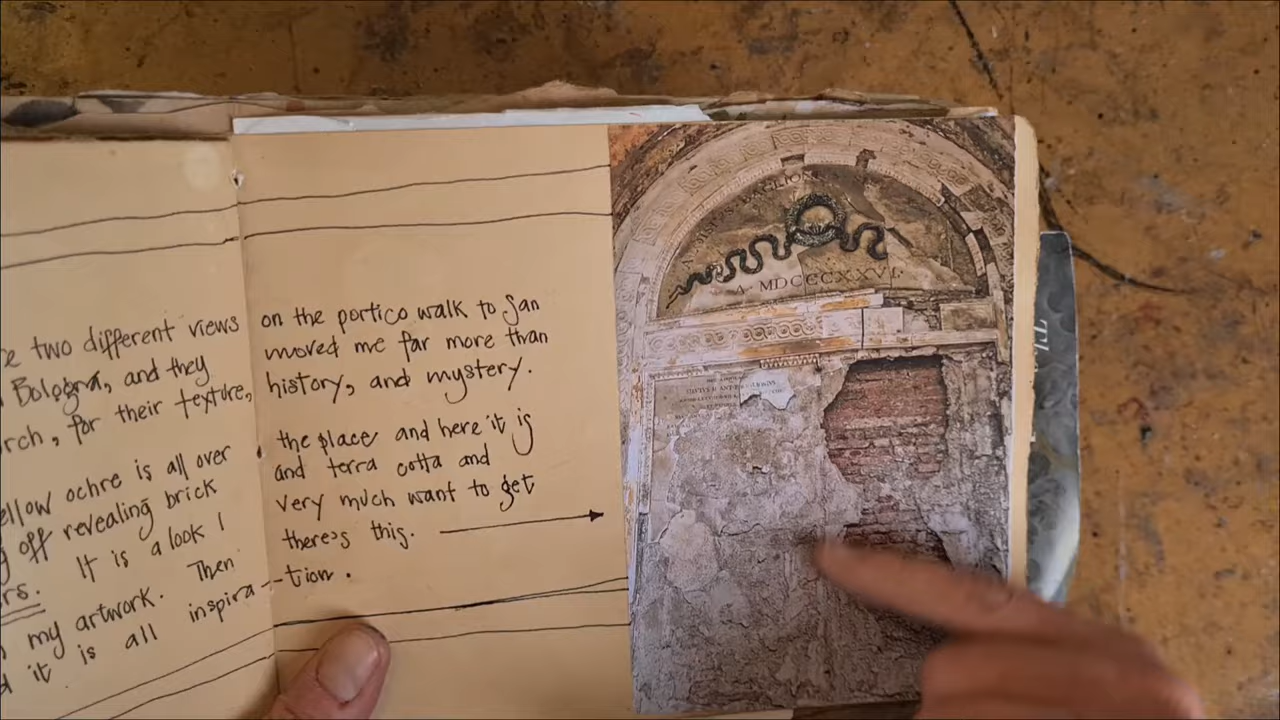 e two different views
Bologna, and they
rch, for their texture,
ellow ochre is all over
g off revealing brick
rs. It is a look I
my artwork. Then
it is all inspira-
on the portico walk to San
moved me far more than
history, and mystery.
the place and here it is
and terra cotta and
very much want to get
there's this.
-tion.
A· MDCCCXXVI·